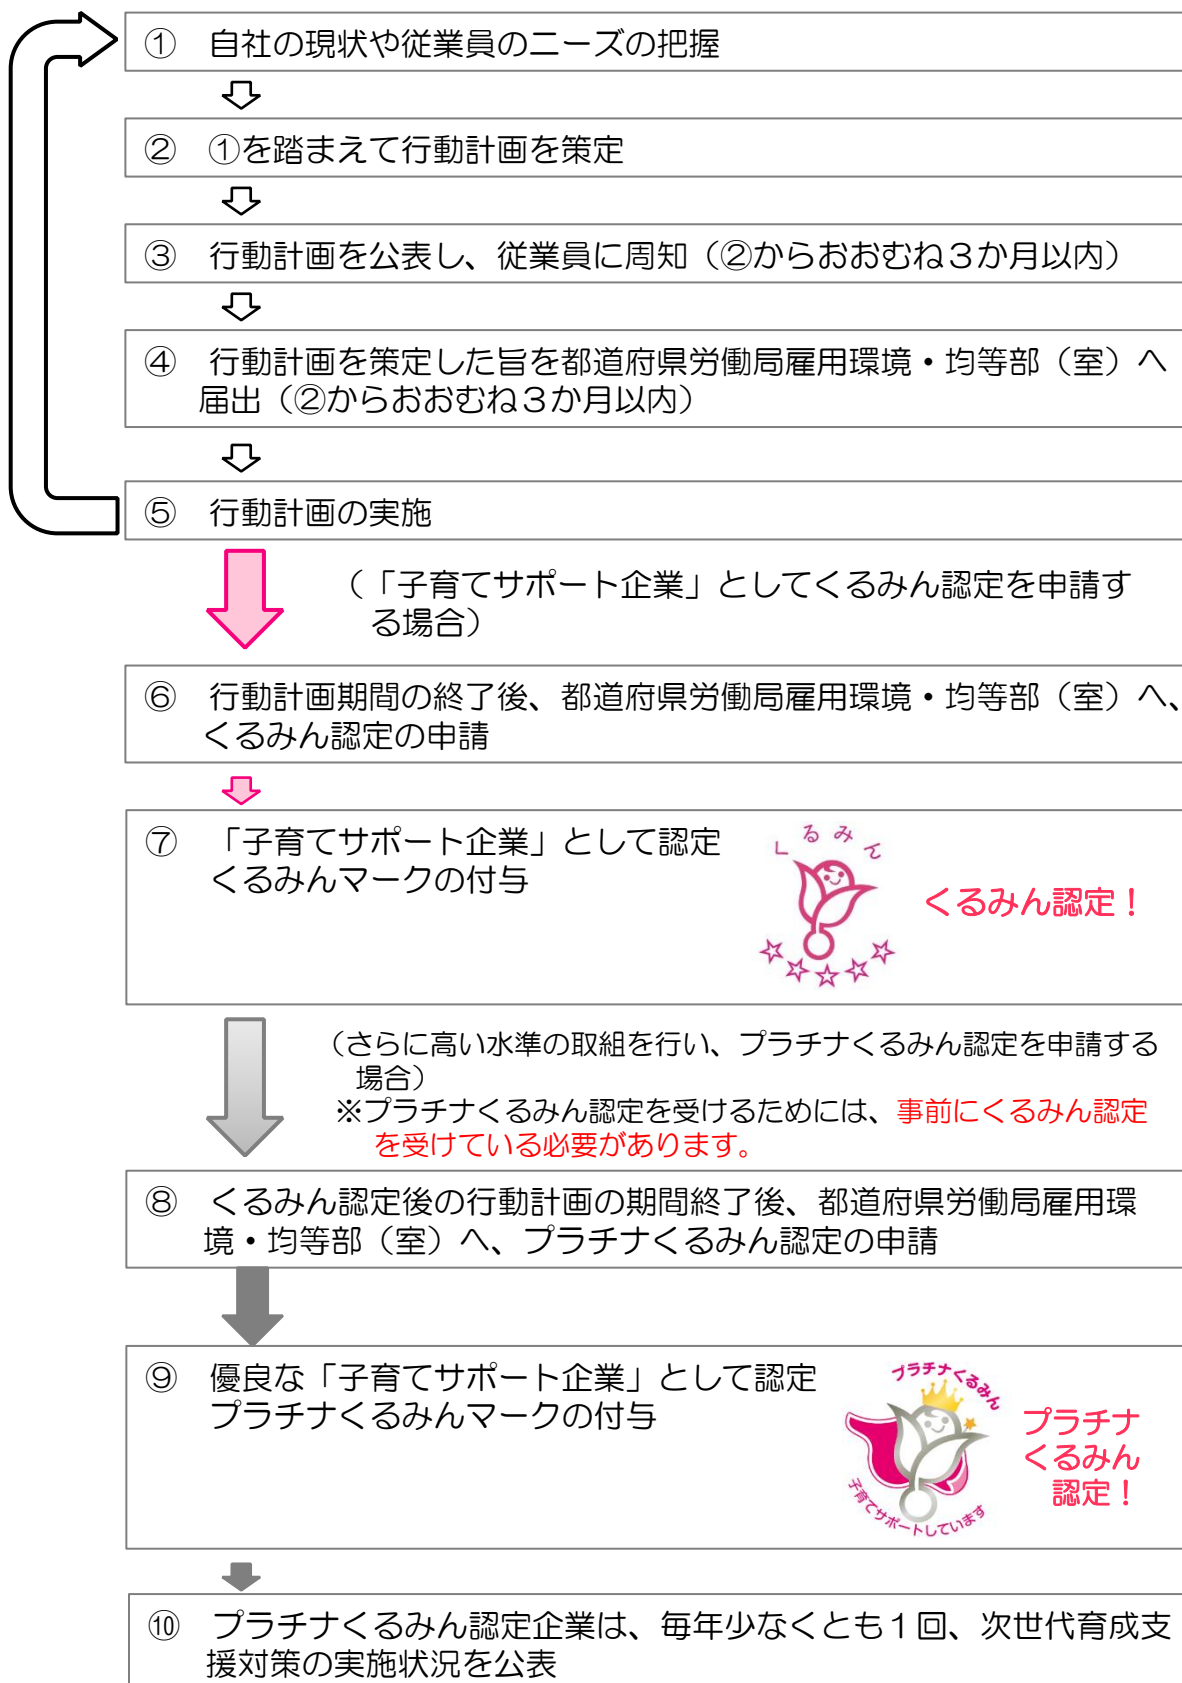 ① 自社の現状や従業員のニーズの把握
② ①を踏まえて行動計画を策定
③ 行動計画を公表し、従業員に周知（②からおおむね３か月以内）
④ 行動計画を策定した旨を都道府県労働局雇用環境・均等部（室）へ
届出（②からおおむね３か月以内）
⑤ 行動計画の実施
（「子育てサポート企業」としてくるみん認定を申請す
る場合）
⑥ 行動計画期間の終了後、都道府県労働局雇用環境・均等部（室）へ、
くるみん認定の申請
⑦ 「子育てサポート企業」として認定
くるみんマークの付与
くるみん
くるみん認定！
（さらに高い水準の取組を行い、プラチナくるみん認定を申請する
場合）
※プラチナくるみん認定を受けるためには、事前にくるみん認定
を受けている必要があります。
⑧ くるみん認定後の行動計画の期間終了後、都道府県労働局雇用環
境・均等部（室）へ、プラチナくるみん認定の申請
⑨ 優良な「子育てサポート企業」として認定
プラチナくるみんマークの付与
プラチナくるみん
子育てサポートしています
プラチナ
くるみん
認定！
⑩ プラチナくるみん認定企業は、毎年少なくとも１回、次世代育成支
援対策の実施状況を公表